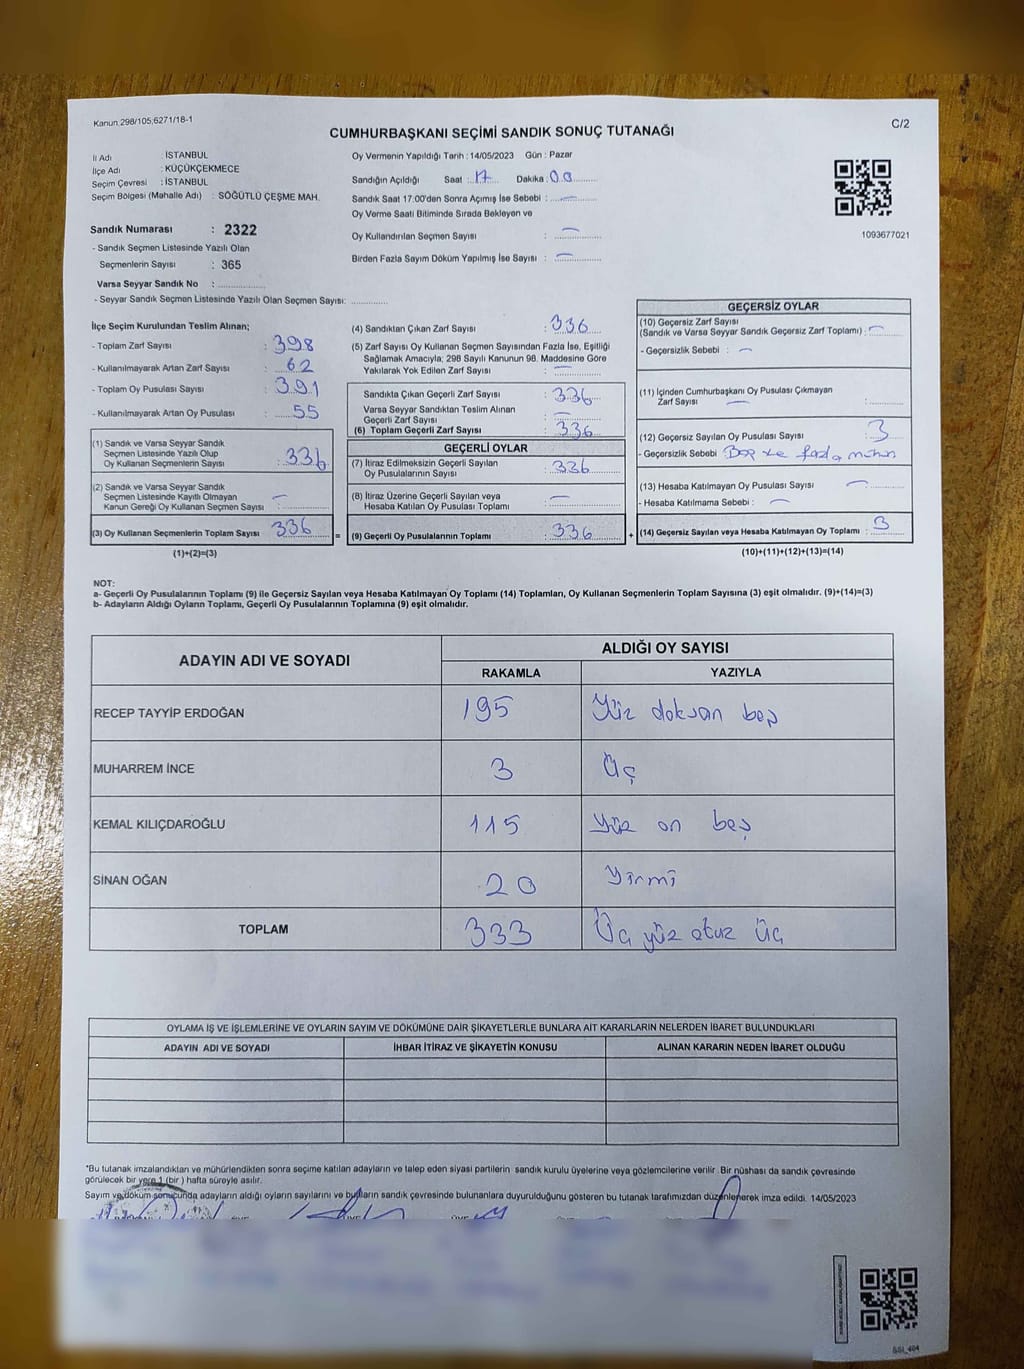 Kanun 298/105;6271/18-1
C/2
CUMHURBAŞKANI SEÇİMİ SANDIK SONUÇ TUTANAĞI
İl Adı : İSTANBUL
İlçe Adı : KÜÇÜKÇEKMECE
Seçim Çevresi : İSTANBUL
Seçim Bölgesi (Mahalle Adı) : SÖĞÜTLÜ ÇEŞME MAH.
Sandık Numarası : 2322
- Sandık Seçmen Listesinde Yazılı Olan
Seçmenlerin Sayısı : 365
Varsa Seyyar Sandık No :
- Seyyar Sandık Seçmen Listesinde Yazılı Olan Seçmen Sayısı:
Oy Vermenin Yapıldığı Tarih : 14/05/2023 Gün : Pazar
Sandığın Açıldığı Saat : 17 Dakika : 00
Sandık Saat 17.00'den Sonra Açımış İse Sebebi : —
Oy Verme Saati Bitiminde Sırada Bekleyen ve
Oy Kullandırılan Seçmen Sayısı : —
Birden Fazla Sayım Döküm Yapılmış İse Sayısı : —
1093677021
İlçe Seçim Kurulundan Teslim Alınan;
- Toplam Zarf Sayısı : 398
- Kullanılmayarak Artan Zarf Sayısı : 62
- Toplam Oy Pusulası Sayısı : 391
- Kullanılmayarak Artan Oy Pusulası : 55
(1) Sandık ve Varsa Seyyar Sandık
Seçmen Listesinde Yazılı Olup
Oy Kullanan Seçmenlerin Sayısı : 336
(2) Sandık ve Varsa Seyyar Sandık
Seçmen Listesinde Kayıtlı Olmayan
Kanun Gereği Oy Kullanan Seçmen Sayısı : —
(3) Oy Kullanan Seçmenlerin Toplam Sayısı : 336
(1)+(2)=(3)
(4) Sandıktan Çıkan Zarf Sayısı : 336
(5) Zarf Sayısı Oy Kullanan Seçmen Sayısından Fazla İse, Eşitliği
Sağlamak Amacıyla; 298 Sayılı Kanunun 98. Maddesine Göre
Yakılarak Yok Edilen Zarf Sayısı : —
Sandıkta Çıkan Geçerli Zarf Sayısı : 336
Varsa Seyyar Sandıktan Teslim Alınan
Geçerli Zarf Sayısı : —
(6) Toplam Geçerli Zarf Sayısı : 336
GEÇERLİ OYLAR
(7) İtiraz Edilmeksizin Geçerli Sayılan
Oy Pusulalarının Sayısı : 336
(8) İtiraz Üzerine Geçerli Sayılan veya
Hesaba Katılan Oy Pusulası Toplamı : —
= (9) Geçerli Oy Pusulalarının Toplamı : 336 +
GEÇERSİZ OYLAR
(10) Geçersiz Zarf Sayısı
(Sandık ve Varsa Seyyar Sandık Geçersiz Zarf Toplamı) : —
- Geçersizlik Sebebi : —
(11) İçinden Cumhurbaşkanı Oy Pusulası Çıkmayan
Zarf Sayısı — :
(12) Geçersiz Sayılan Oy Pusulası Sayısı : 3
- Geçersizlik Sebebi : Boş ve fazla mühür
(13) Hesaba Katılmayan Oy Pusulası Sayısı — :
- Hesaba Katılmama Sebebi : —
(14) Geçersiz Sayılan veya Hesaba Katılmayan Oy Toplamı : 3
(10)+(11)+(12)+(13)=(14)
NOT:
a- Geçerli Oy Pusulalarının Toplamı (9) ile Geçersiz Sayılan veya Hesaba Katılmayan Oy Toplamı (14) Toplamları, Oy Kullanan Seçmenlerin Toplam Sayısına (3) eşit olmalıdır. (9)+(14)=(3)
b- Adayların Aldığı Oyların Toplamı, Geçerli Oy Pusulalarının Toplamına (9) eşit olmalıdır.
ADAYIN ADI VE SOYADI
ALDIĞI OY SAYISI
RAKAMLA YAZIYLA
RECEP TAYYİP ERDOĞAN 195 Yüz doksan beş
MUHARREM İNCE 3 Üç
KEMAL KILIÇDAROĞLU 115 Yüz on beş
SİNAN OĞAN 20 Yirmi
TOPLAM 333 Üç yüz otuz üç
OYLAMA İŞ VE İŞLEMLERİNE VE OYLARIN SAYIM VE DÖKÜMÜNE DAİR ŞİKAYETLERLE BUNLARA AİT KARARLARIN NELERDEN İBARET BULUNDUKLARI
ADAYIN ADI VE SOYADI İHBAR İTİRAZ VE ŞİKAYETİN KONUSU ALINAN KARARIN NEDEN İBARET OLDUĞU
*Bu tutanak imzalandıktan ve mühürlendikten sonra seçime katılan adayların ve talep eden siyasi partilerin sandık kurulu üyelerine veya gözlemcilerine verilir. Bir nüshası da sandık çevresinde
görülecek bir yere 1 (bir) hafta süreyle asılır.
Sayım ve döküm sonucunda adayların aldığı oyların sayılarını ve bunların sandık çevresinde bulunanlara duyurulduğunu gösteren bu tutanak tarafımızdan düzenlenerek imza edildi. 14/05/2023